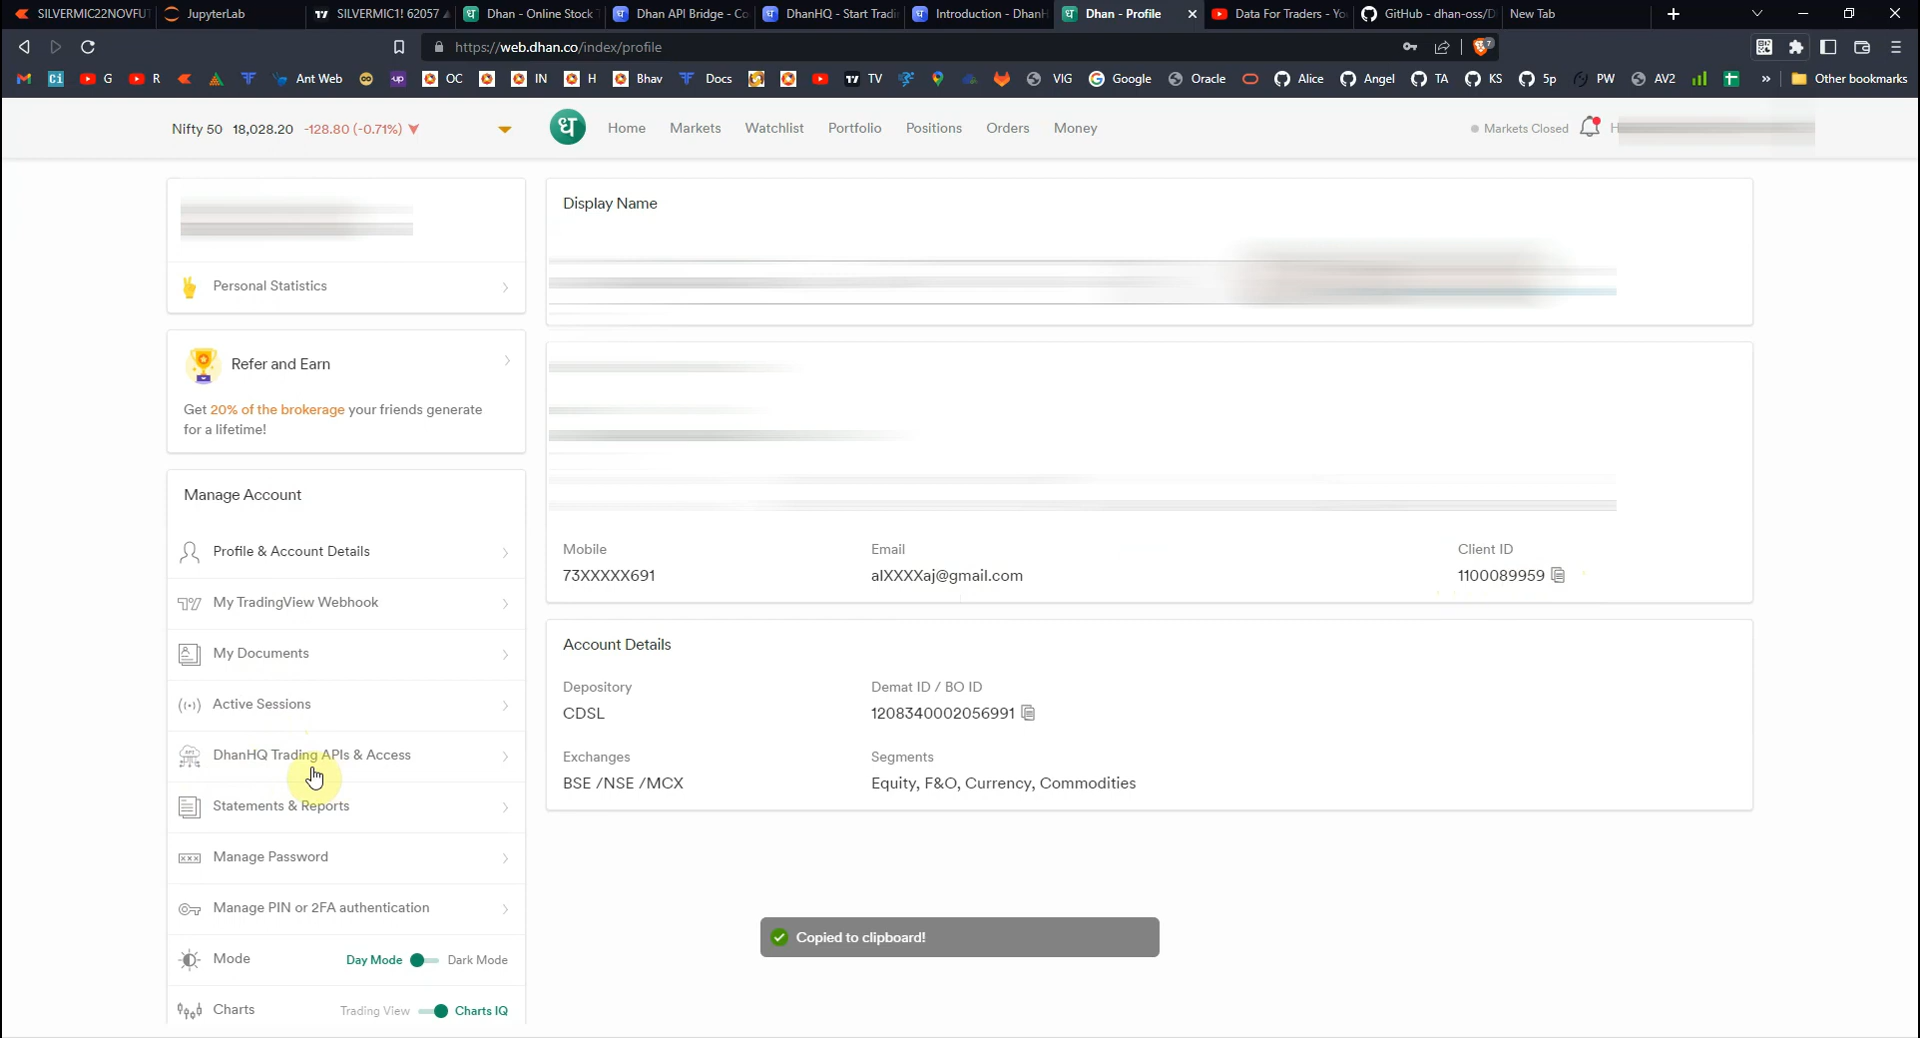 SILVERMIC22NOVFUT
JupyterLab
SILVERMIC1! 62057
Dhan - Online Stock
Dhan API Bridge - Co
DhanHQ - Start Tradi
Introduction - DhanH
Dhan - Profile
Data For Traders - Yo
GitHub - dhan-oss/D
New Tab
https://web.dhan.co/index/profile
7
Ci
G
R
Ant Web
up
OC
IN
H
Bhav
Docs
TV
VIG
Google
Oracle
Alice
Angel
TA
KS
5p
PW
AV2
»
Other bookmarks
Nifty 50 18,028.20 -128.80 (-0.71%)
ध
Home
Markets
Watchlist
Portfolio
Positions
Orders
Money
Markets Closed
H
Personal Statistics
Refer and Earn
Get 20% of the brokerage your friends generate
for a lifetime!
Manage Account
Profile & Account Details
My TradingView Webhook
My Documents
Active Sessions
DhanHQ Trading APIs & Access
Statements & Reports
Manage Password
Manage PIN or 2FA authentication
Mode Day Mode Dark Mode
Charts Trading View Charts IQ
Display Name
Mobile Email Client ID
73XXXXX691 alXXXXaj@gmail.com 1100089959
Account Details
Depository Demat ID / BO ID
CDSL 1208340002056991
Exchanges Segments
BSE /NSE /MCX Equity, F&O, Currency, Commodities
Copied to clipboard!